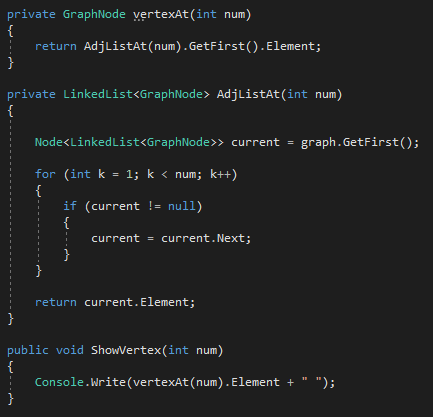 private GraphNode vertexAt(int num)
{
    return AdjListAt(num).GetFirst().Element;
}
private LinkedList<GraphNode> AdjListAt(int num)
{
    Node<LinkedList<GraphNode>> current = graph.GetFirst();
    for (int k = 1; k < num; k++)
    {
        if (current != null)
        {
            current = current.Next;
        }
    }
    return current.Element;
}
public void ShowVertex(int num)
{
    Console.Write(vertexAt(num).Element + " ");
}